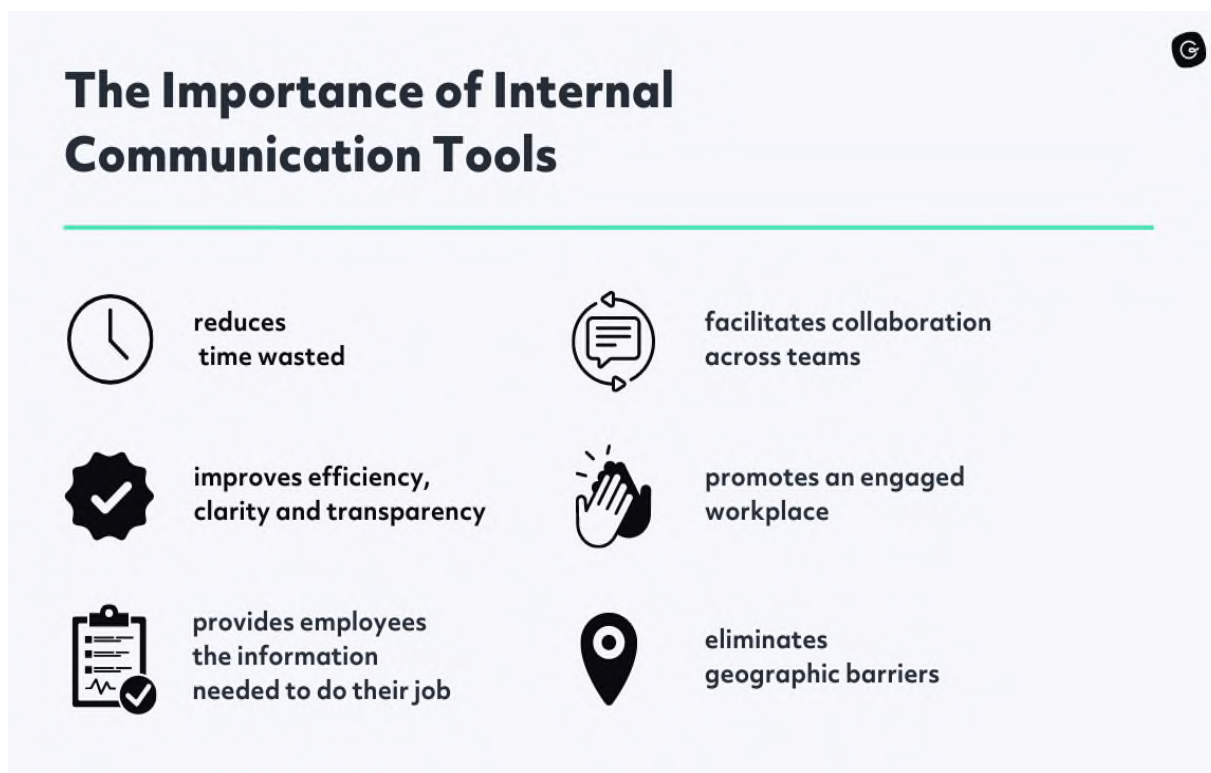 The Importance of Internal
Communication Tools
reduces
time wasted
improves efficiency,
clarity and transparency
provides employees
the information
needed to do their job
facilitates collaboration
across teams
promotes an engaged
workplace
eliminates
geographic barriers